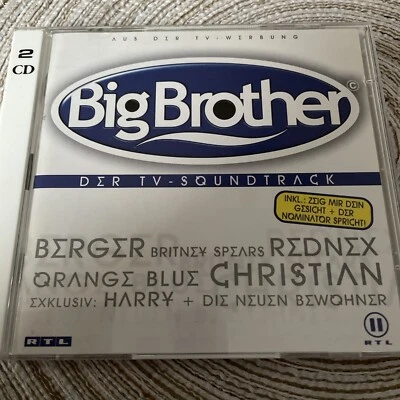 2
CD
AUS DER TV-WERBUNG
Big Brother
©
DER TV-SOUNDTRACK
INKL.: ZEIG MIR DEIN
GESICHT + DER
NOMINATOR SPRICHT!
BERGER BRITNEY SPEARS REDNEX
ORANGE BLUE CHRISTIAN
EXKLUSIV: HARRY + DIE NEUEN BEWOHNER
RTL
II
RTL